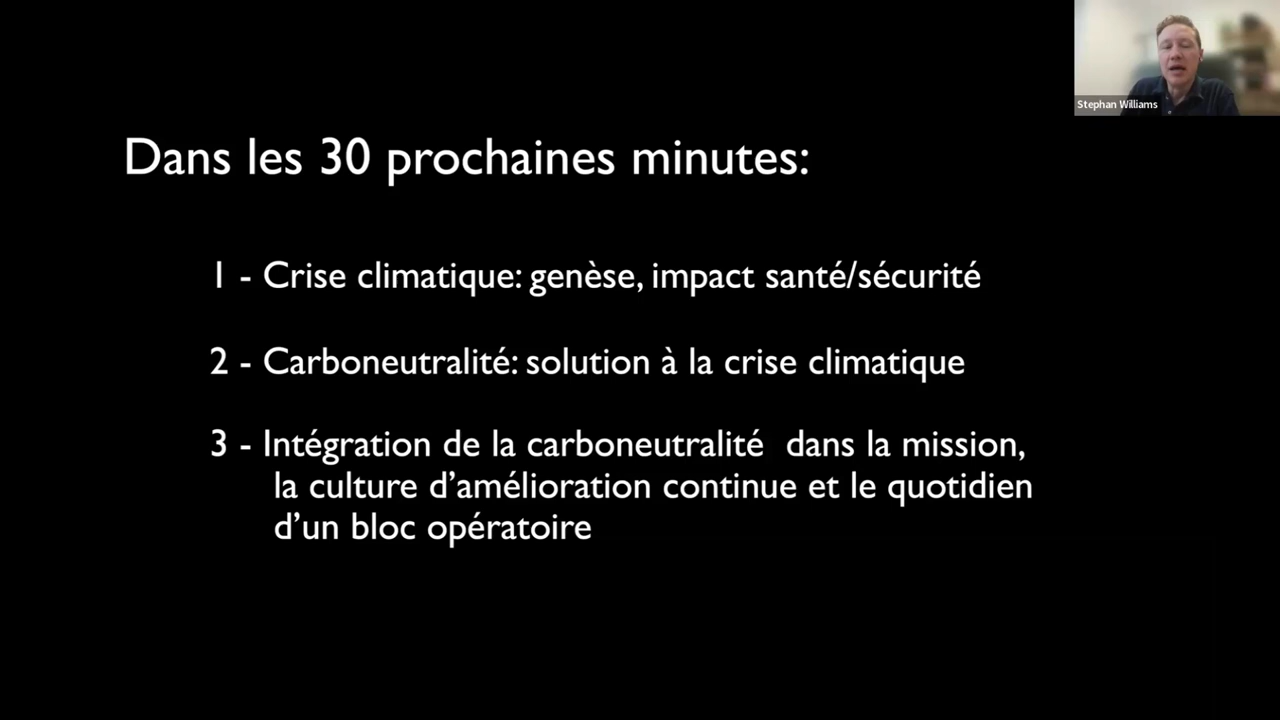 Stephan Williams
Dans les 30 prochaines minutes:
1 - Crise climatique: genèse, impact santé/sécurité
2 - Carboneutralité: solution à la crise climatique
3 - Intégration de la carboneutralité dans la mission,
la culture d’amélioration continue et le quotidien
d’un bloc opératoire